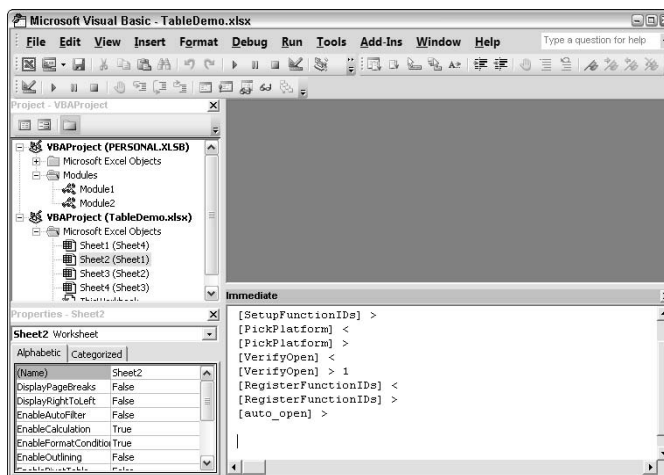 Microsoft Visual Basic - TableDemo.xlsx
File Edit View Insert Format Debug Run Tools Add-Ins Window Help
Type a question for help
Project - VBAProject
VBAProject (PERSONAL.XLSB)
Microsoft Excel Objects
Modules
Module1
Module2
VBAProject (TableDemo.xlsx)
Microsoft Excel Objects
Sheet1 (Sheet4)
Sheet2 (Sheet1)
Sheet3 (Sheet2)
Sheet4 (Sheet3)
ThisWorkbook
Properties - Sheet2
Sheet2 Worksheet
Alphabetic Categorized
(Name) Sheet2
DisplayPageBreaks False
DisplayRightToLeft False
EnableAutoFilter False
EnableCalculation True
EnableFormatConditio True
EnableOutlining False
EnablePivotTable False
Immediate
[SetupFunctionIDs] >
[PickPlatform] <
[PickPlatform] >
[VerifyOpen] <
[VerifyOpen] > 1
[RegisterFunctionIDs] <
[RegisterFunctionIDs] >
[auto_open] >